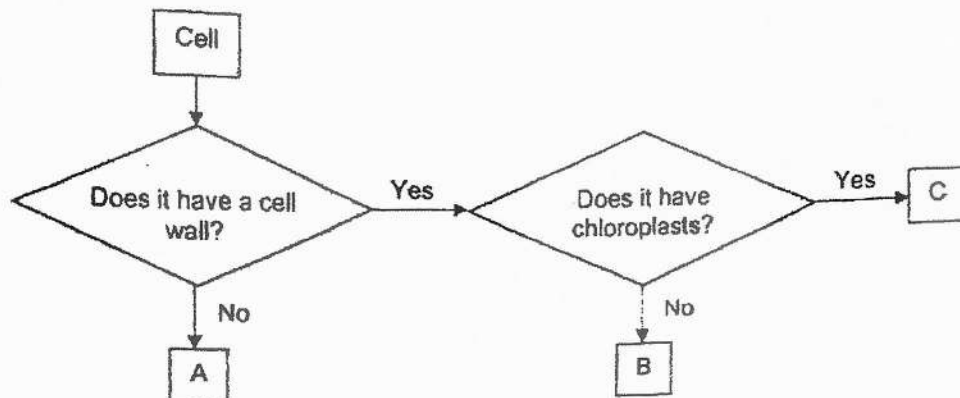 Cell
Does it have a cell
wall?
Yes
Does it have
chloroplasts?
Yes
C
No
No
A
B